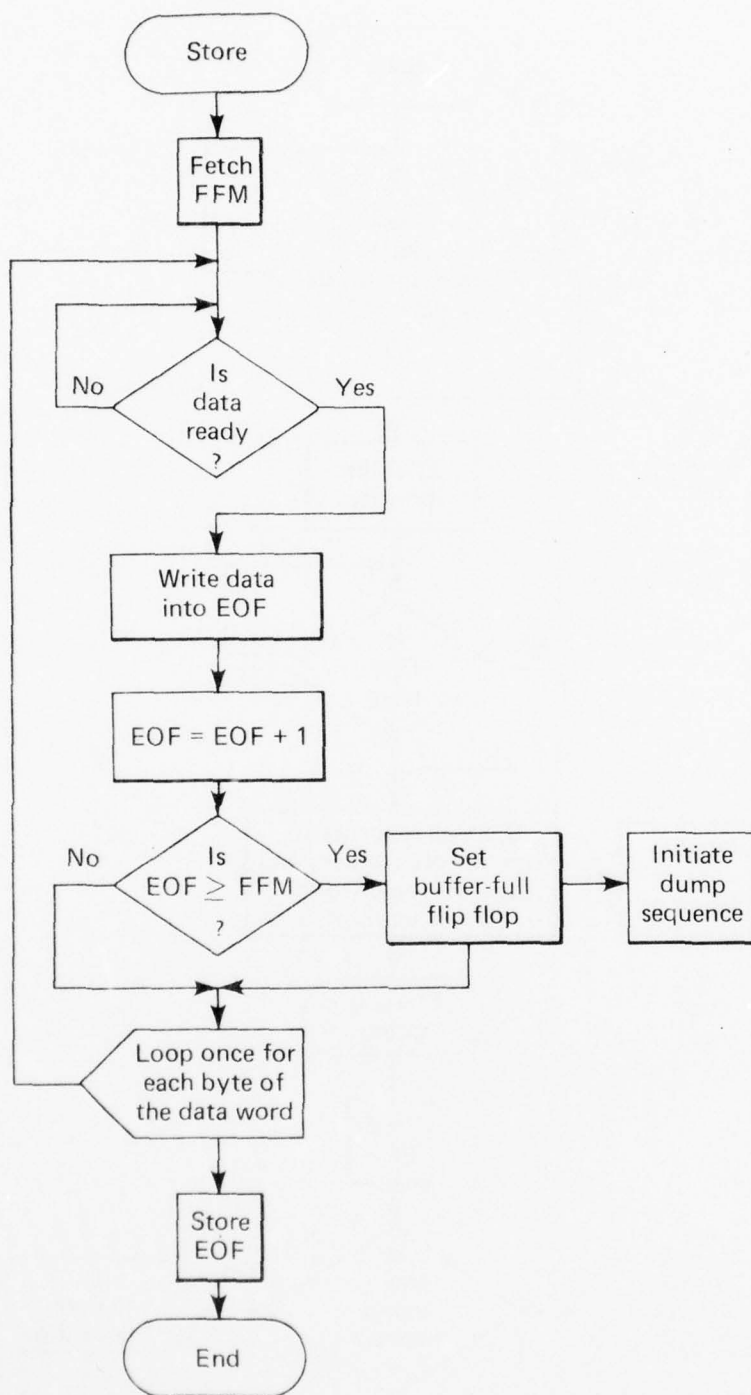 Store
Fetch
FFM
No
Is
data
ready
?
Yes
Write data
into EOF
EOF = EOF + 1
No
Is
EOF ≥ FFM
?
Yes
Set
buffer-full
flip flop
Initiate
dump
sequence
Loop once for
each byte of
the data word
Store
EOF
End